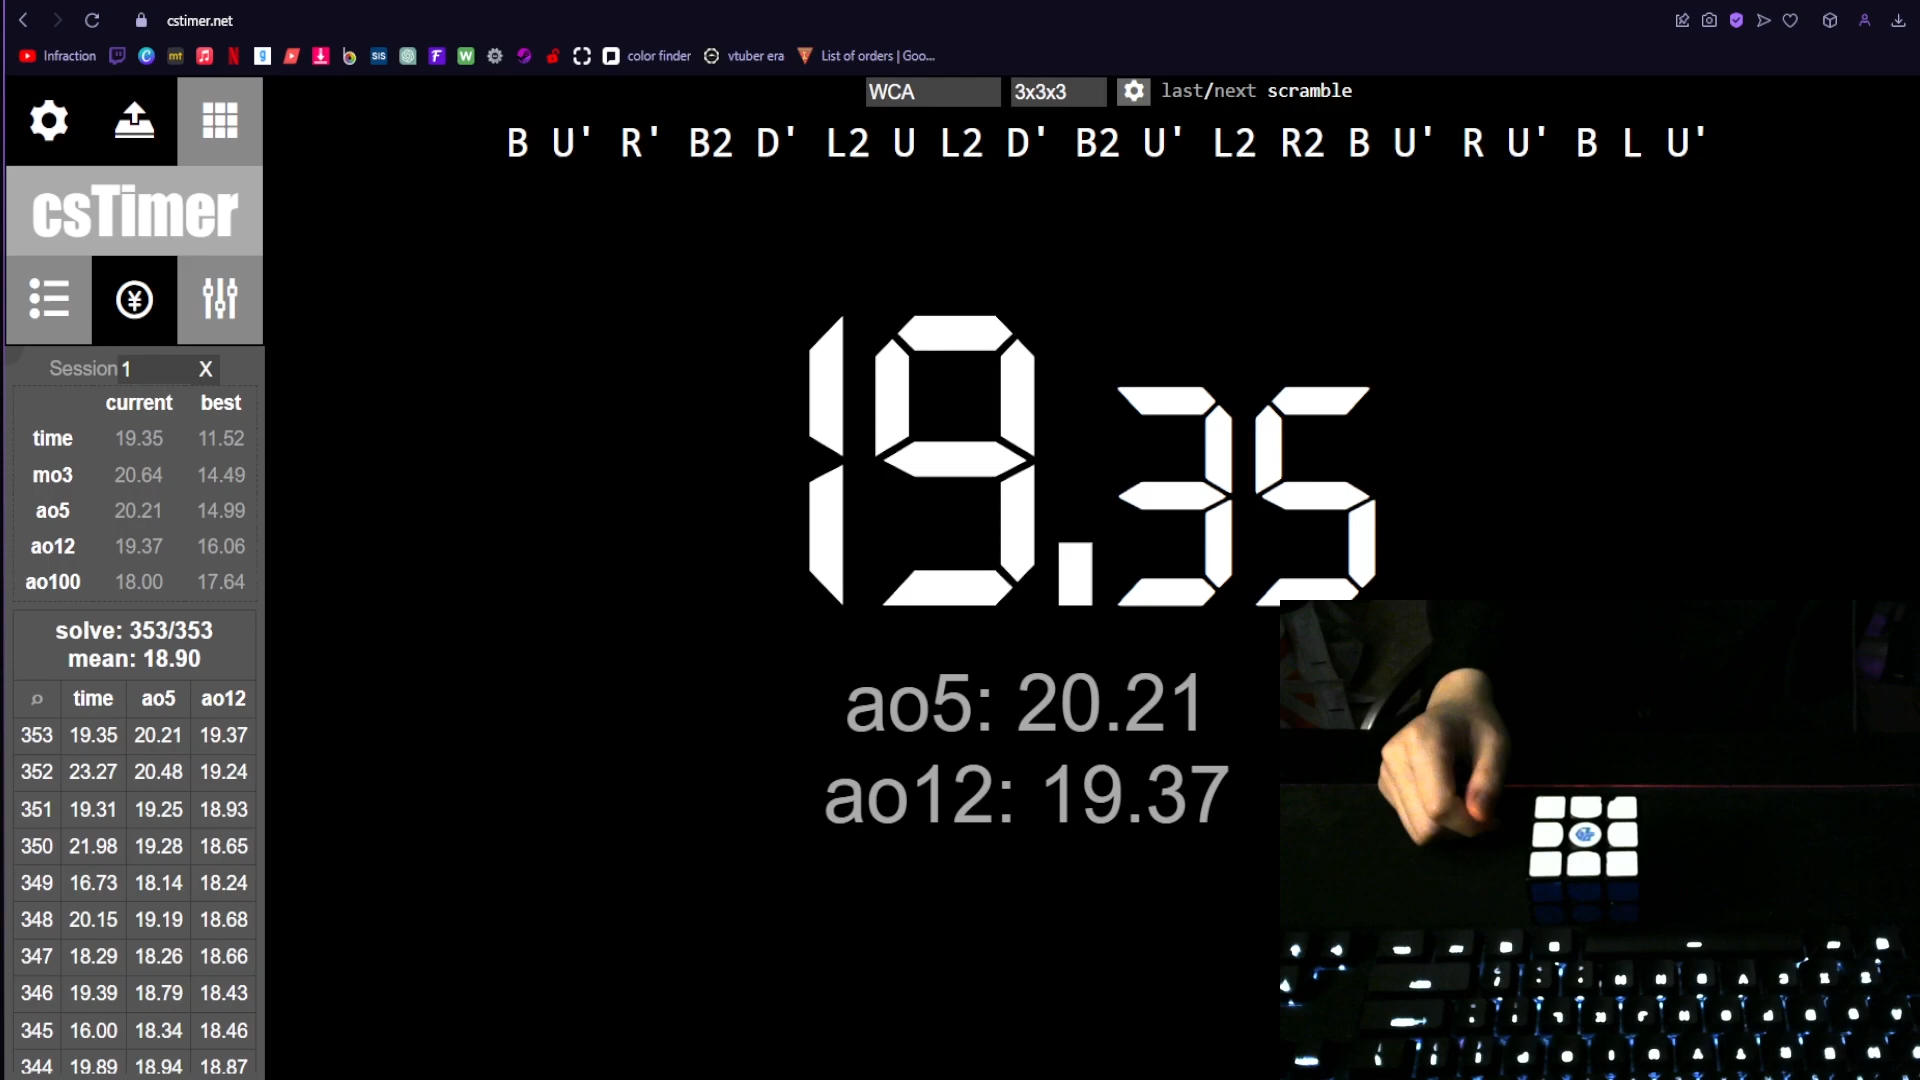 cstimer.net
Infraction
mt
g
SiS
F
W
color finder
vtuber era
List of orders | Goo...
WCA
3x3x3
last/next scramble
B U' R' B2 D' L2 U L2 D' B2 U' L2 R2 B U' R U' B L U'
csTimer
¥
Session 1 X
current best
time 19.35 11.52
mo3 20.64 14.49
ao5 20.21 14.99
ao12 19.37 16.06
ao100 18.00 17.64
solve: 353/353
mean: 18.90
time ao5 ao12
353 19.35 20.21 19.37
352 23.27 20.48 19.24
351 19.31 19.25 18.93
350 21.98 19.28 18.65
349 16.73 18.14 18.24
348 20.15 19.19 18.68
347 18.29 18.26 18.66
346 19.39 18.79 18.43
345 16.00 18.34 18.46
344 19.89 18.94 18.87
19.35
ao5: 20.21
ao12: 19.37